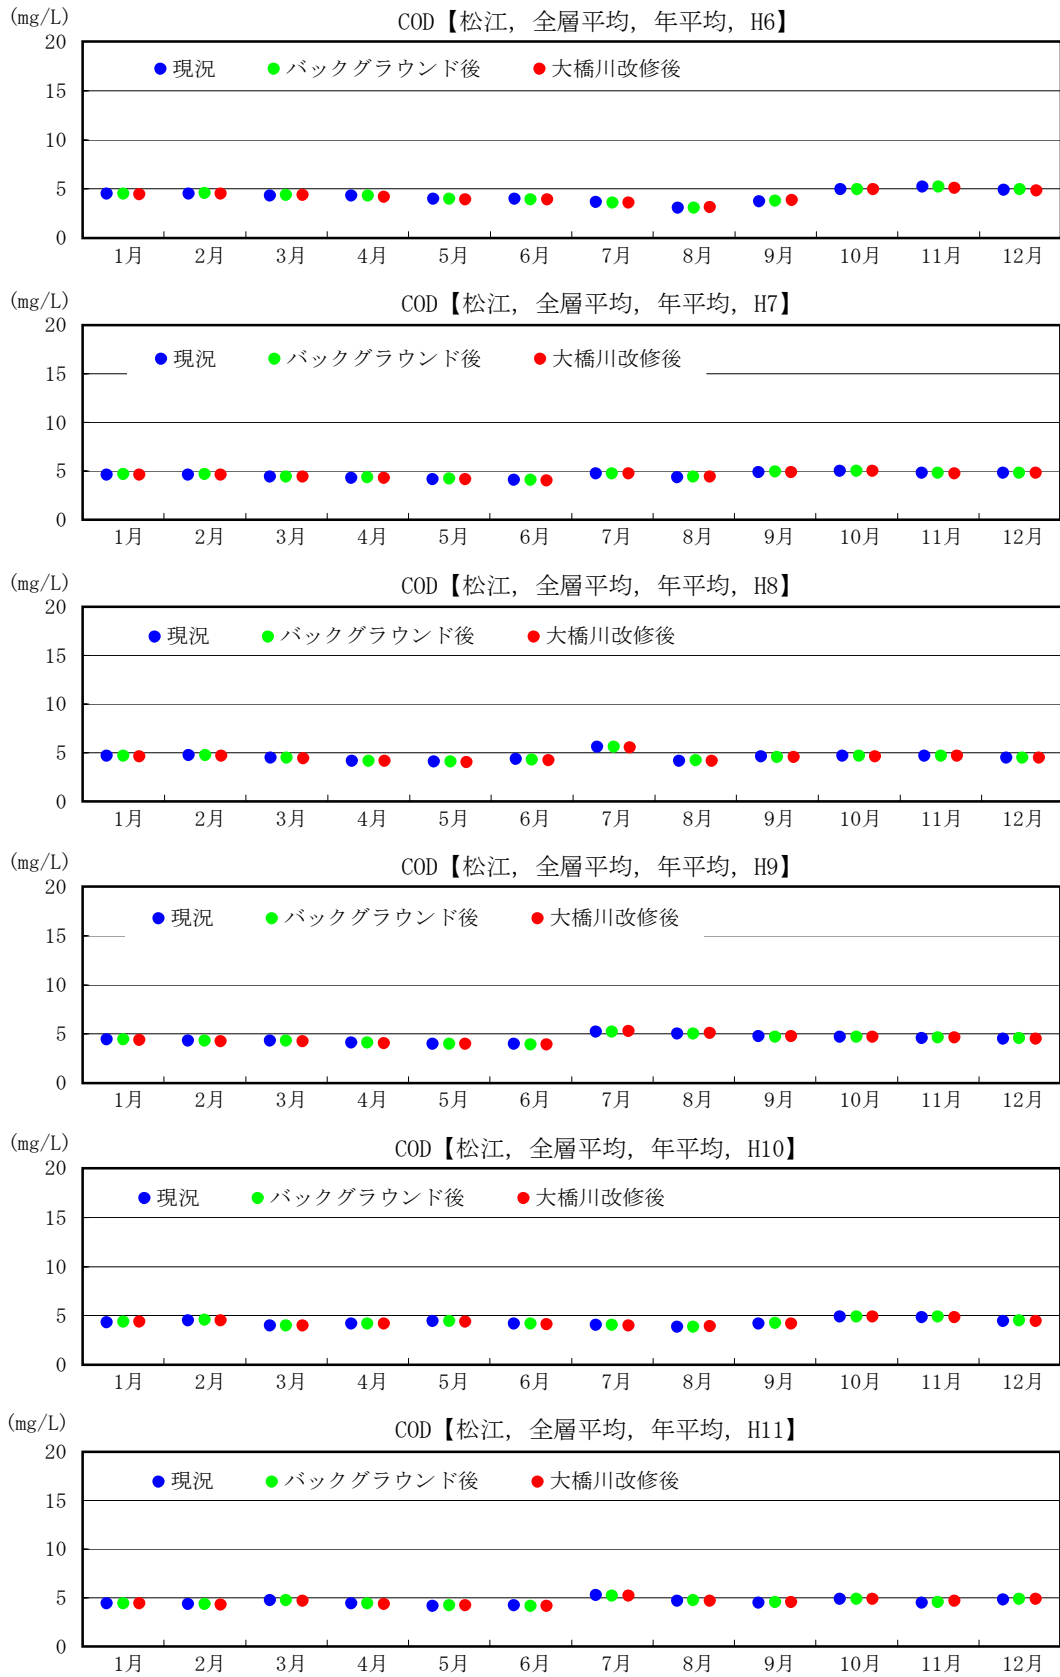 (mg/L) COD【松江, 全層平均, 年平均, H6】
20
● 現況 ● バックグラウンド後 ● 大橋川改修後
15
10
5
0
1月 2月 3月 4月 5月 6月 7月 8月 9月 10月 11月 12月
(mg/L) COD【松江, 全層平均, 年平均, H7】
20
● 現況 ● バックグラウンド後 ● 大橋川改修後
15
10
5
0
1月 2月 3月 4月 5月 6月 7月 8月 9月 10月 11月 12月
(mg/L) COD【松江, 全層平均, 年平均, H8】
20
● 現況 ● バックグラウンド後 ● 大橋川改修後
15
10
5
0
1月 2月 3月 4月 5月 6月 7月 8月 9月 10月 11月 12月
(mg/L) COD【松江, 全層平均, 年平均, H9】
20
● 現況 ● バックグラウンド後 ● 大橋川改修後
15
10
5
0
1月 2月 3月 4月 5月 6月 7月 8月 9月 10月 11月 12月
(mg/L) COD【松江, 全層平均, 年平均, H10】
20
● 現況 ● バックグラウンド後 ● 大橋川改修後
15
10
5
0
1月 2月 3月 4月 5月 6月 7月 8月 9月 10月 11月 12月
(mg/L) COD【松江, 全層平均, 年平均, H11】
20
● 現況 ● バックグラウンド後 ● 大橋川改修後
15
10
5
0
1月 2月 3月 4月 5月 6月 7月 8月 9月 10月 11月 12月